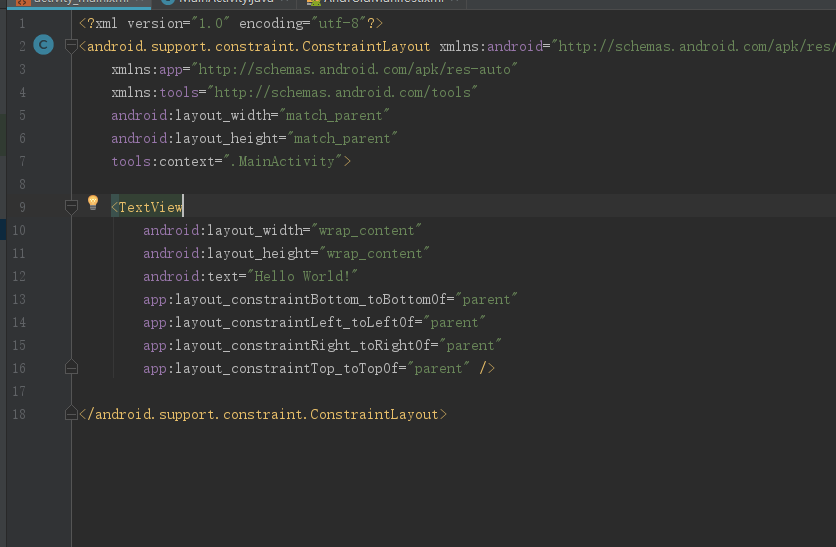 activity_main.xml MainActivity.java AndroidManifest.xml
1 <?xml version="1.0" encoding="utf-8"?>
2 C <android.support.constraint.ConstraintLayout xmlns:android="http://schemas.android.com/apk/res/
3 xmlns:app="http://schemas.android.com/apk/res-auto"
4 xmlns:tools="http://schemas.android.com/tools"
5 android:layout_width="match_parent"
6 android:layout_height="match_parent"
7 tools:context=".MainActivity">
8
9 <TextView
10 android:layout_width="wrap_content"
11 android:layout_height="wrap_content"
12 android:text="Hello World!"
13 app:layout_constraintBottom_toBottomOf="parent"
14 app:layout_constraintLeft_toLeftOf="parent"
15 app:layout_constraintRight_toRightOf="parent"
16 app:layout_constraintTop_toTopOf="parent" />
17
18 </android.support.constraint.ConstraintLayout>